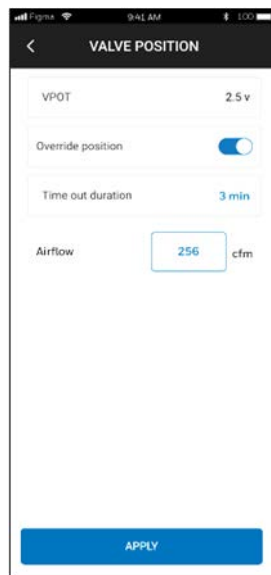 Figma 9:41 AM 100
VALVE POSITION
VPOT 2.5 v
Override position
Time out duration 3 min
Airflow 256 cfm
APPLY